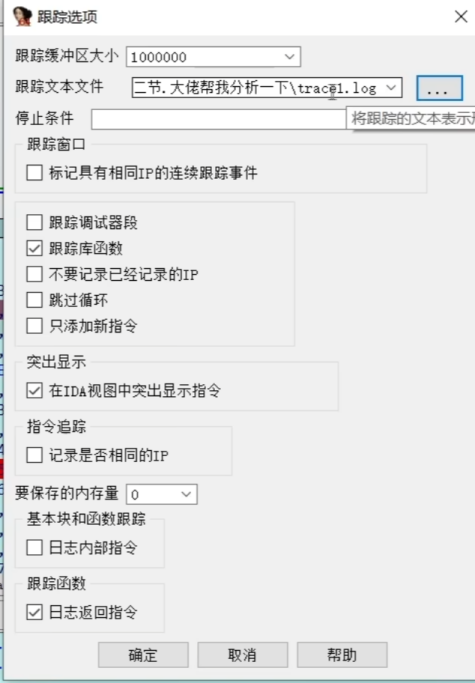 跟踪选项
跟踪缓冲区大小 1000000
跟踪文本文件 二节.大佬帮我分析一下\trace1.log ...
停止条件
将跟踪的文本表示形
跟踪窗口
标记具有相同IP的连续跟踪事件
跟踪调试器段
跟踪库函数
不要记录已经记录的IP
跳过循环
只添加新指令
突出显示
在IDA视图中突出显示指令
指令追踪
记录是否相同的IP
要保存的内存量 0
基本块和函数跟踪
日志内部指令
跟踪函数
日志返回指令
确定 取消 帮助